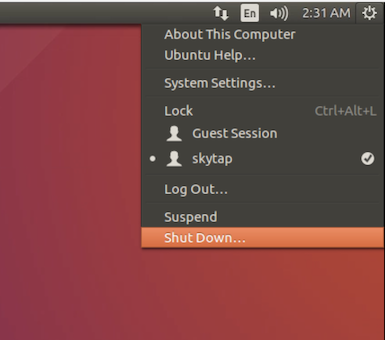 En 2:31 AM
About This Computer
Ubuntu Help…
System Settings…
Lock Ctrl+Alt+L
Guest Session
skytap
Log Out…
Suspend
Shut Down…